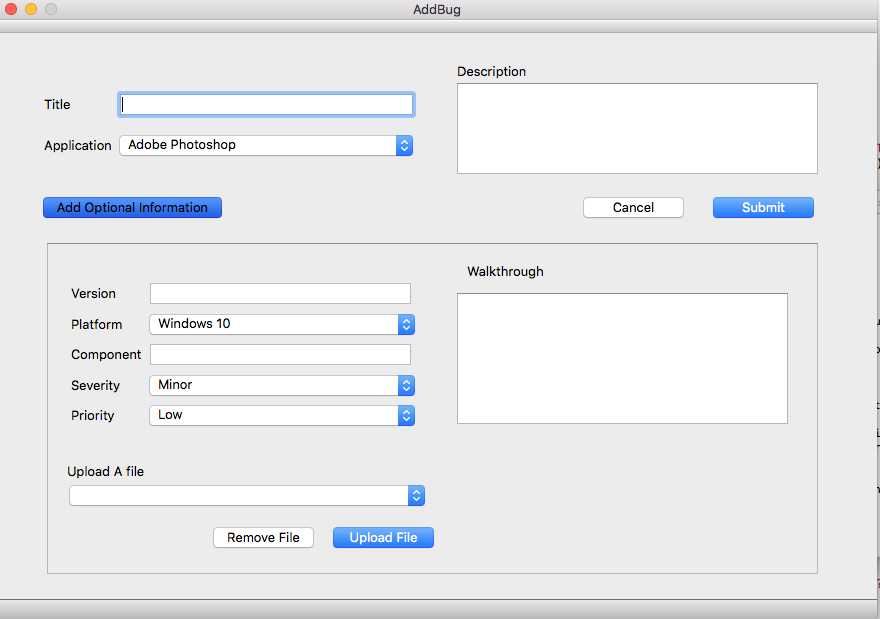 AddBug
Title
Application
Adobe Photoshop
Description
Add Optional Information
Cancel
Submit
Version
Platform
Windows 10
Component
Severity
Minor
Priority
Low
Walkthrough
Upload A file
Remove File
Upload File